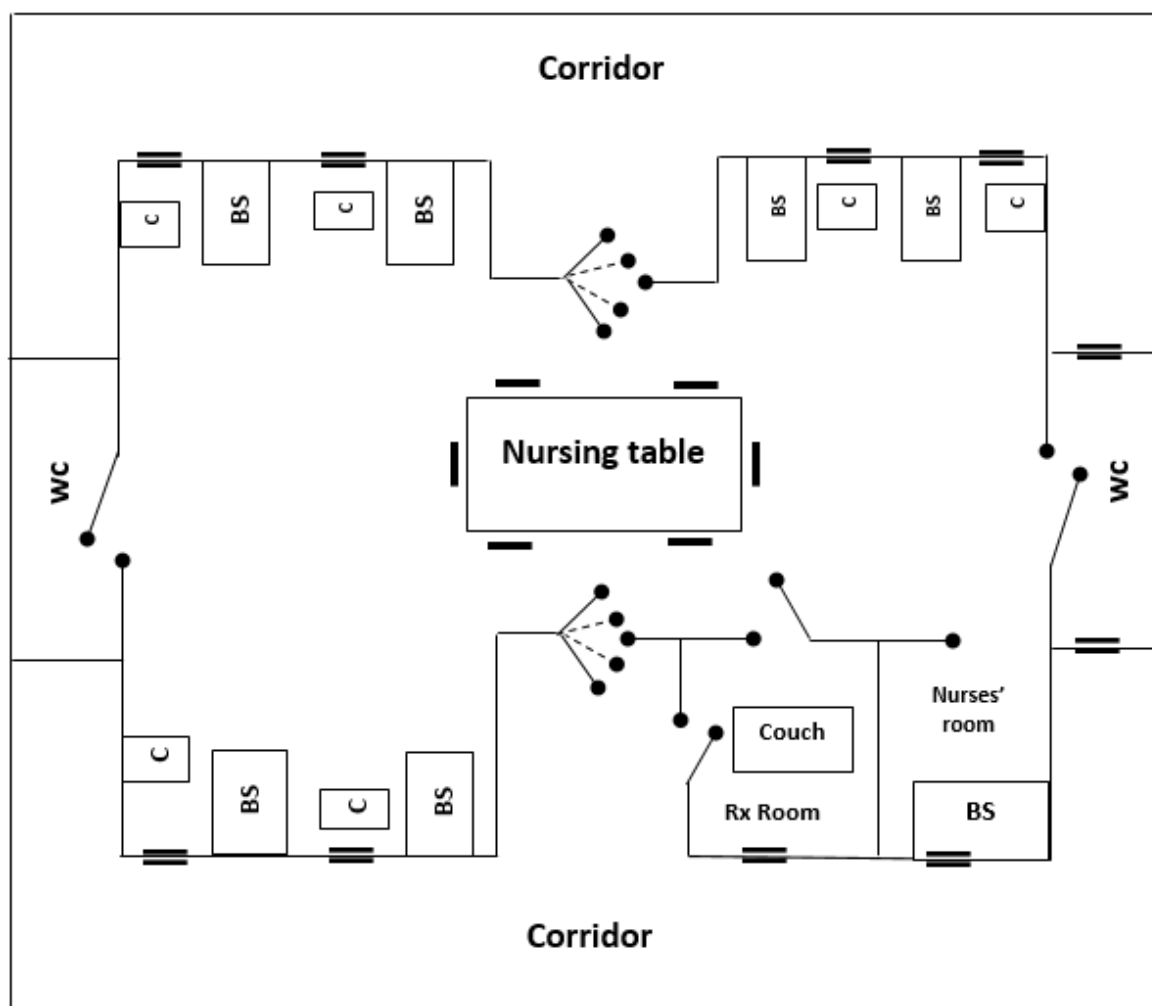 Corridor
C
BS
C
BS
BS
C
BS
C
Nursing table
WC
WC
Nurses'
room
Couch
C
BS
C
BS
Rx Room
BS
Corridor